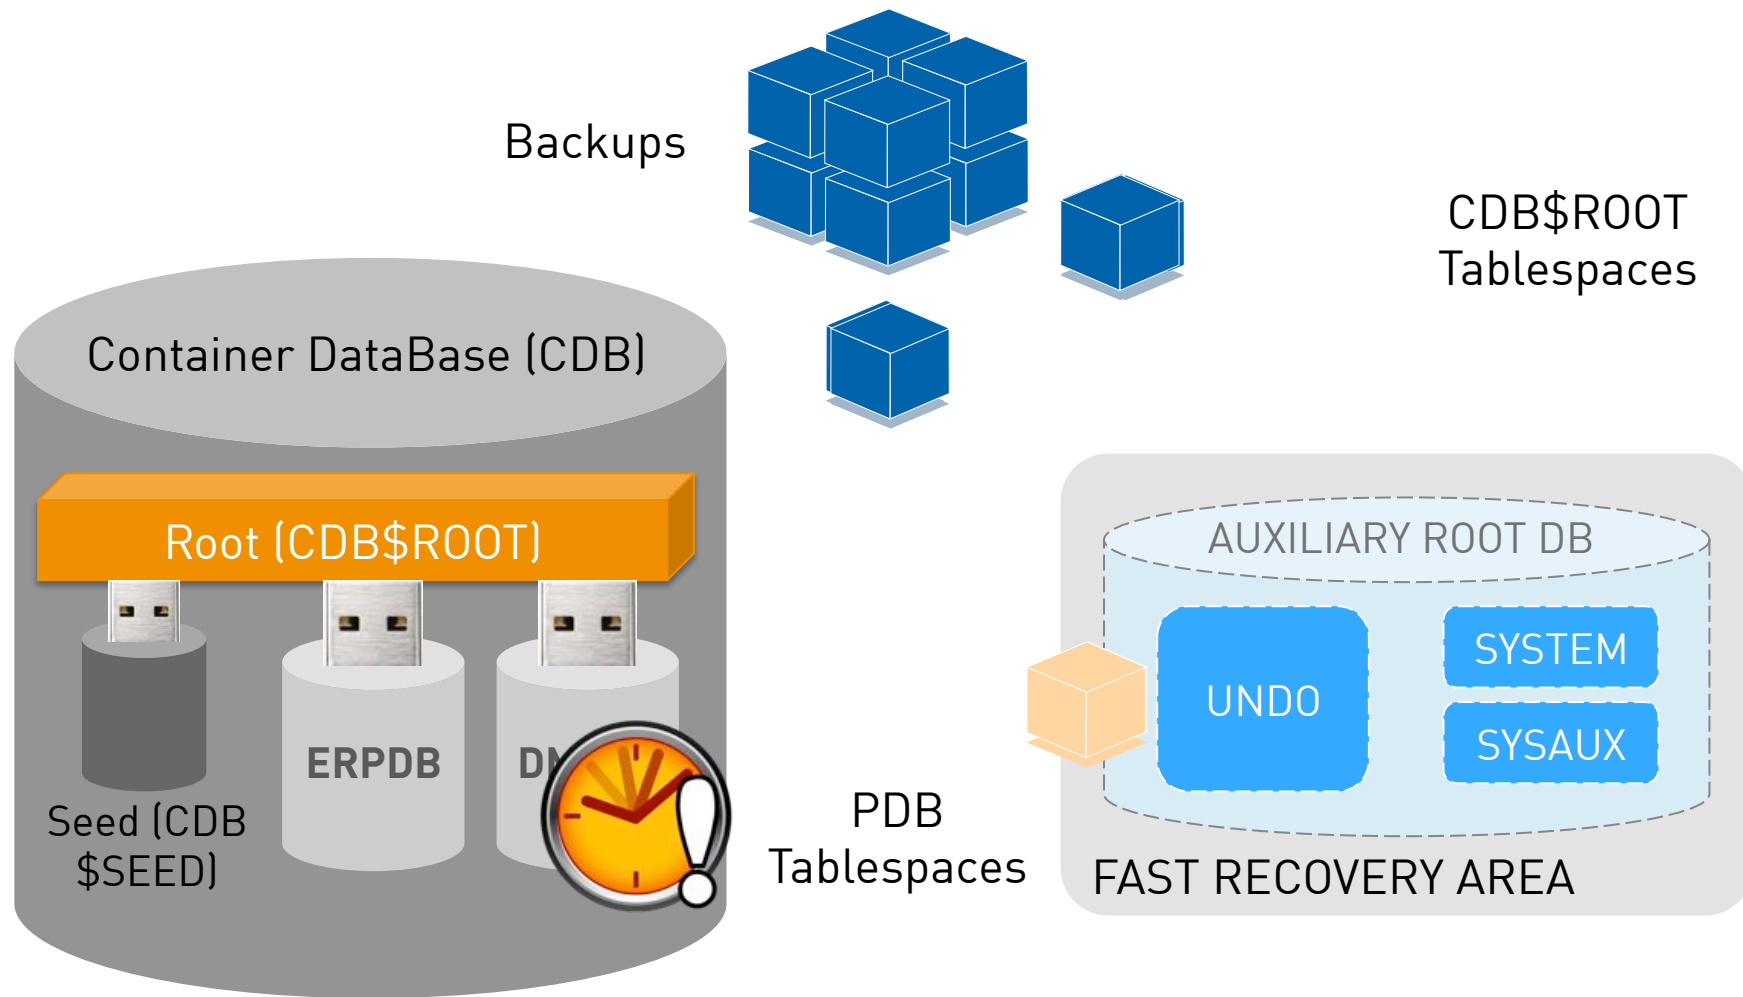 Backups
CDB$ROOT
Tablespaces
Container DataBase (CDB)
Root (CDB$ROOT)
AUXILIARY ROOT DB
UNDO
SYSTEM
SYSAUX
ERPDB
Seed (CDB
$SEED)
PDB
Tablespaces
FAST RECOVERY AREA